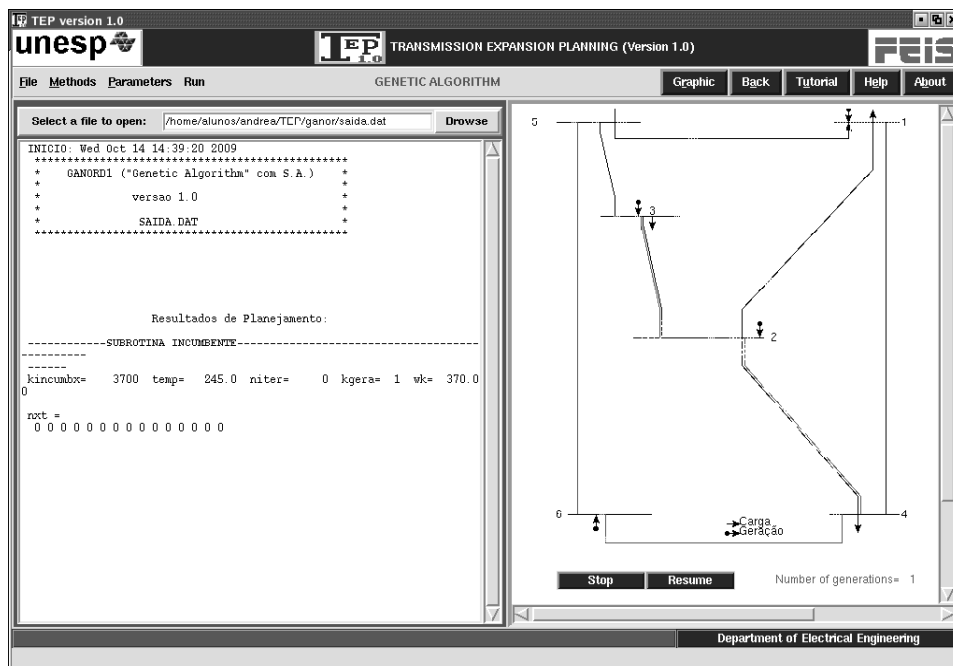 TEP version 1.0
unesp
TEP 1.0
TRANSMISSION EXPANSION PLANNING (Version 1.0)
FEIS
File Methods Parameters Run
GENETIC ALGORITHM
Graphic Back Tutorial Help About
Select a file to open: /home/alunos/andrea/TEP/ganor/saida.dat Browse
INICIO: Wed Oct 14 14:39:20 2009
************************************************
* GANORD1 ("Genetic Algorithm" com S.A.) *
* *
* versao 1.0 *
* *
* SAIDA.DAT *
************************************************
Resultados de Planejamento:
------------SUBROTINA INCUMBENTE-------------------------------------
----------
------
kincumbx= 3700 temp= 245.0 niter= 0 kgera= 1 wk= 370.0
0
nxt =
0 0 0 0 0 0 0 0 0 0 0 0 0 0 0
5
1
3
2
6
4
Carga
Geração
Stop Resume
Number of generations= 1
Department of Electrical Engineering